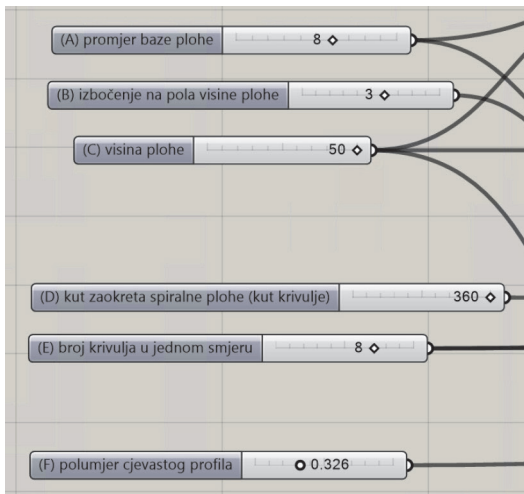 (A) promjer baze plohe 8
(B) izbočenje na pola visine plohe 3
(C) visina plohe 50
(D) kut zaokreta spiralne plohe (kut krivulje) 360
(E) broj krivulja u jednom smjeru 8
(F) polumjer cjevastog profila 0.326